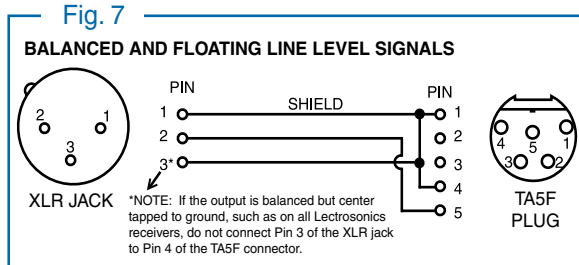 Fig. 7
BALANCED AND FLOATING LINE LEVEL SIGNALS
2 1
3
XLR JACK
PIN
1
2
3*
SHIELD
PIN
1
2
3
4
5
*NOTE: If the output is balanced but center
tapped to ground, such as on all Lectrosonics
receivers, do not connect Pin 3 of the XLR jack
to Pin 4 of the TA5F connector.
4 5 1
3 2
TA5F
PLUG